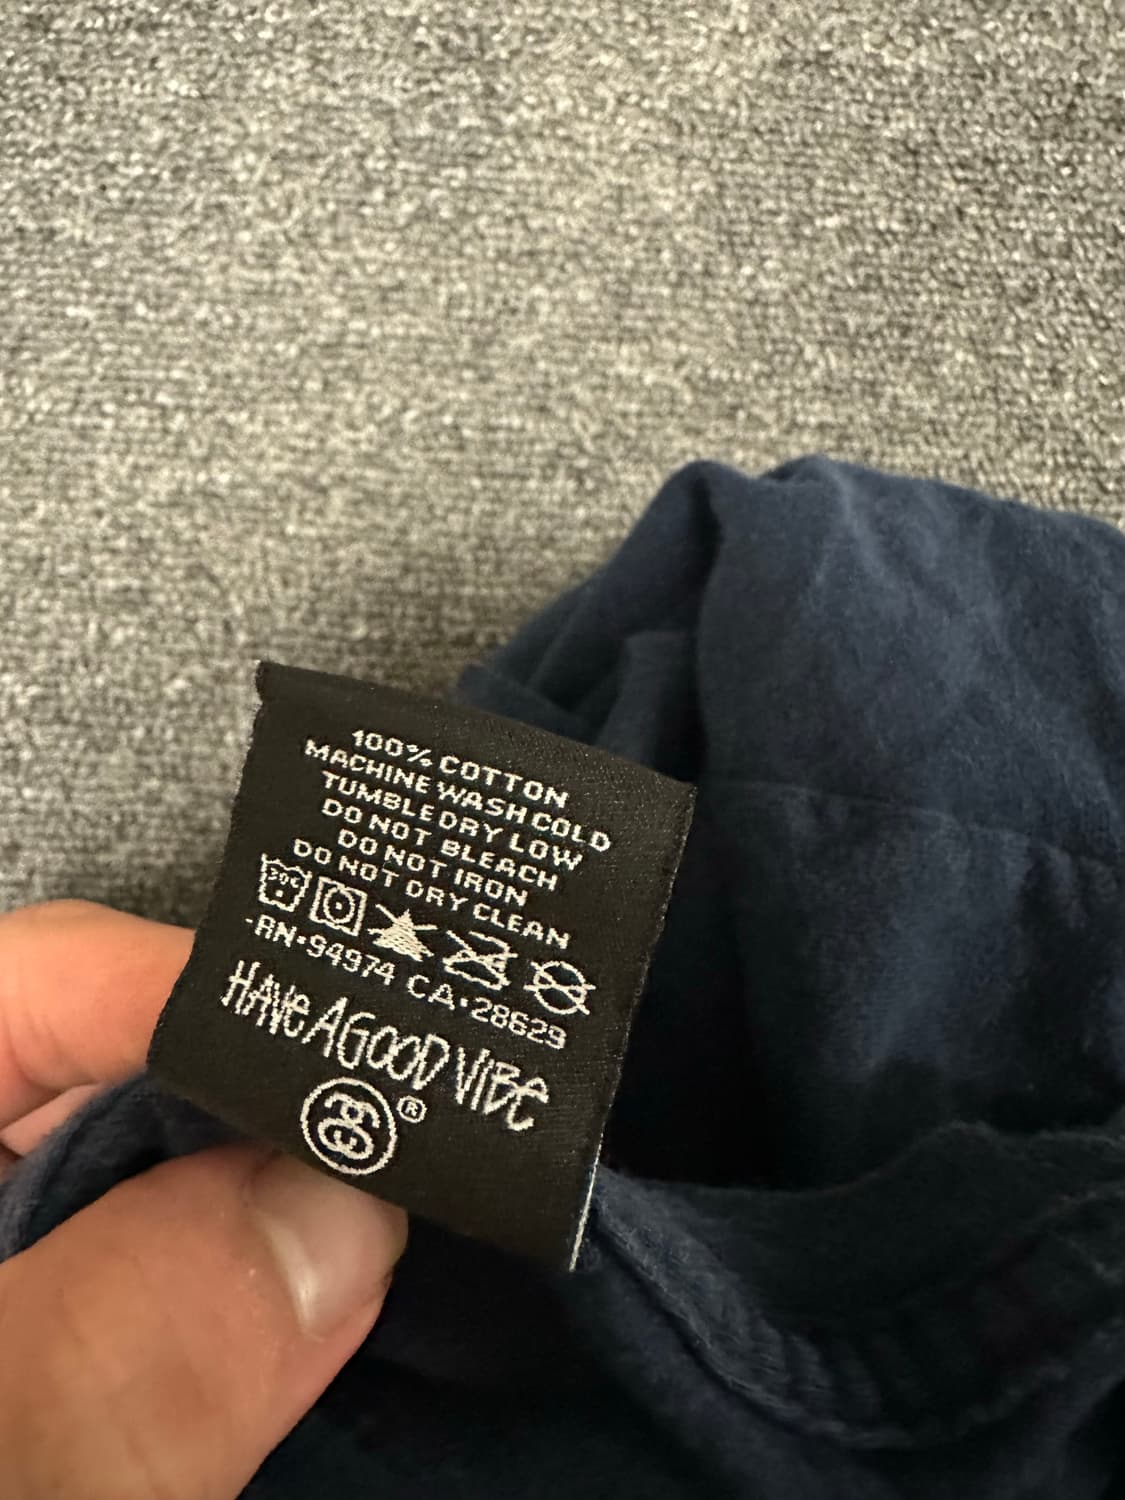 100% COTTON
MACHINE WASH COLD
TUMBLE DRY LOW
DO NOT BLEACH
DO NOT IRON
DO NOT DRY CLEAN
30C
-RN•94974 CA•28629
HAVE A GOOD VIBE
®